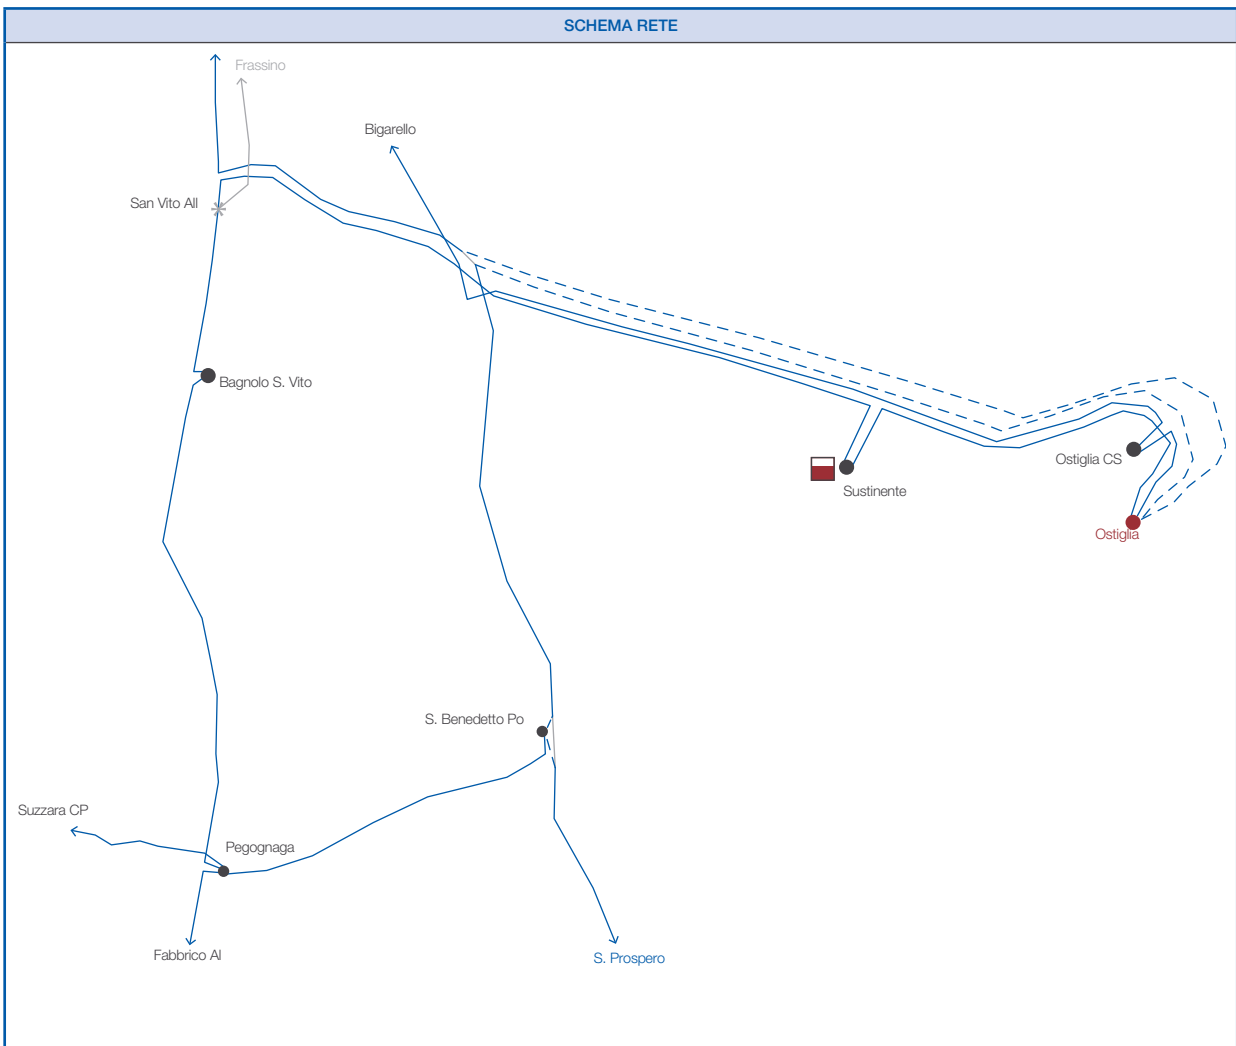 SCHEMA RETE
Frassino
Bigarello
San Vito All
Bagnolo S. Vito
Ostiglia CS
Sustinente
Ostiglia
S. Benedetto Po
Suzzara CP
Pegognaga
Fabbrico Al
S. Prospero